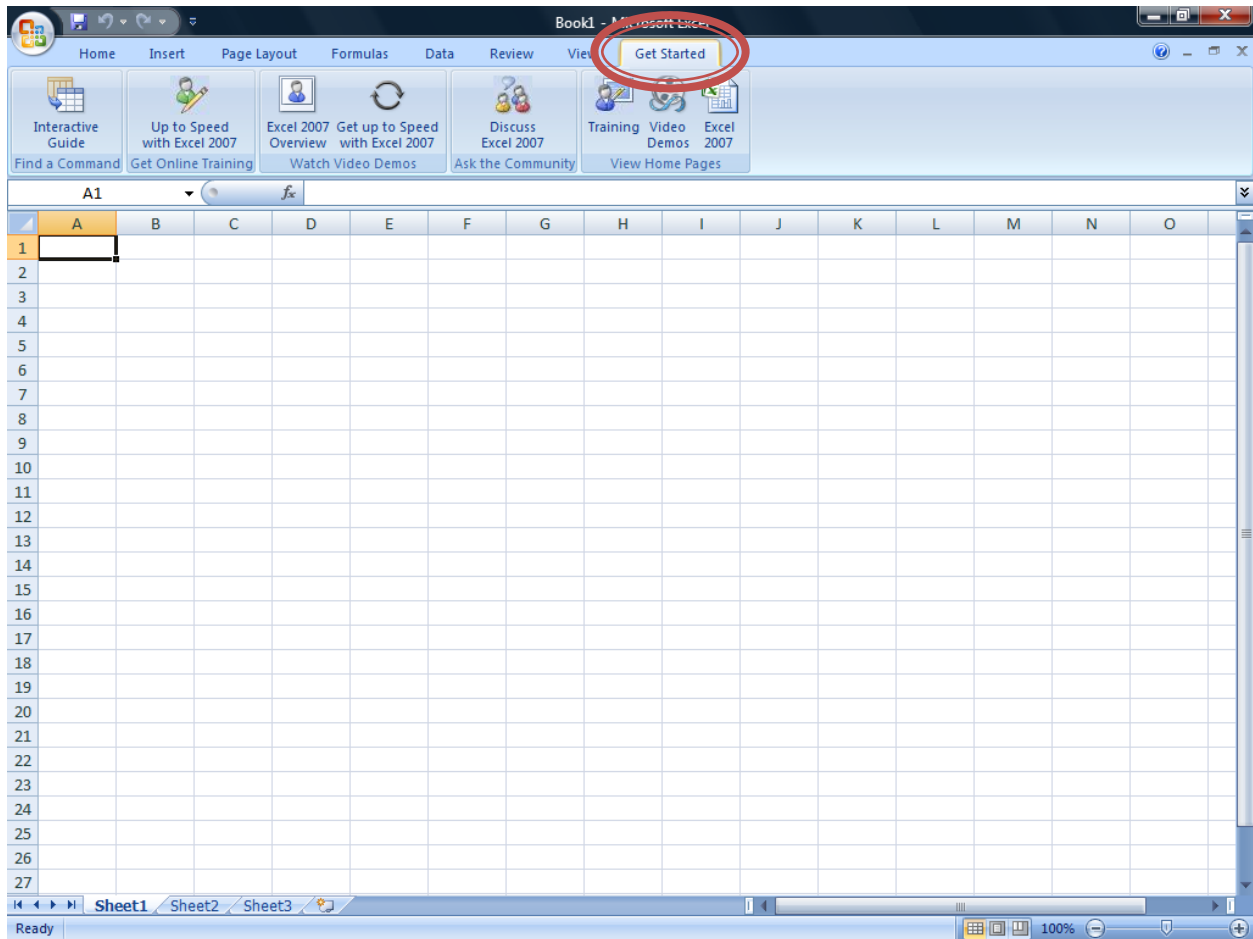 Book1 - Microsoft Excel
Home Insert Page Layout Formulas Data Review View Get Started
Interactive Guide
Up to Speed with Excel 2007
Excel 2007 Overview
Get up to Speed with Excel 2007
Discuss Excel 2007
Training
Video Demos
Excel 2007
Find a Command Get Online Training Watch Video Demos Ask the Community View Home Pages
A1 fx
A B C D E F G H I J K L M N O
1
2
3
4
5
6
7
8
9
10
11
12
13
14
15
16
17
18
19
20
21
22
23
24
25
26
27
Sheet1 Sheet2 Sheet3
Ready 100%